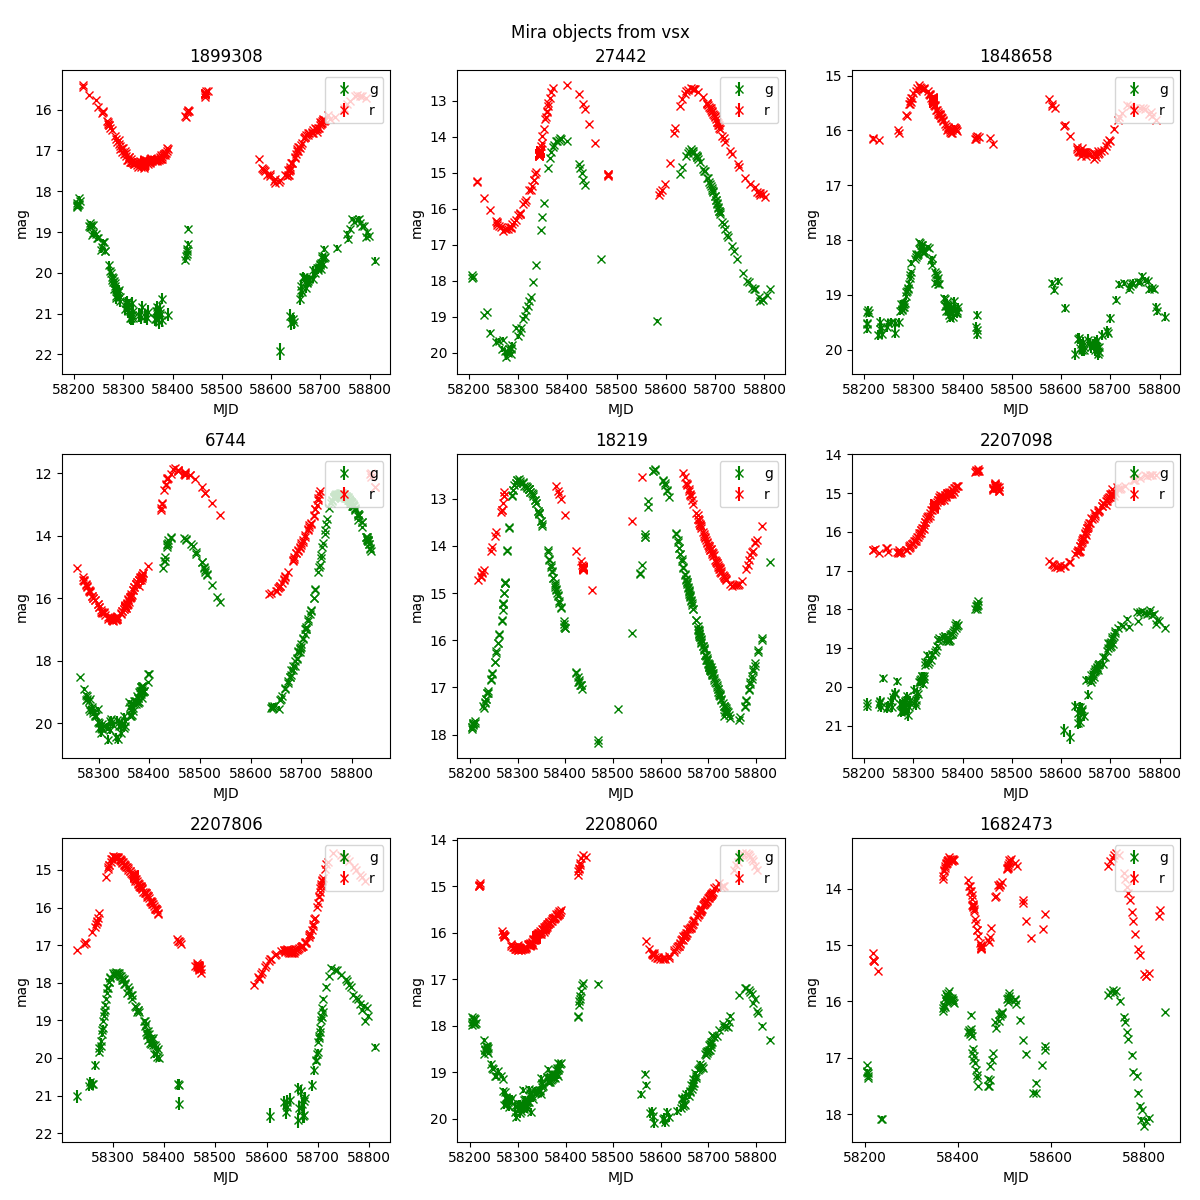 Mira objects from vsx
1899308
27442
1848658
g
r
g
r
g
r
mag
16
17
18
19
20
21
22
mag
13
14
15
16
17
18
19
20
mag
15
16
17
18
19
20
58200 58300 58400 58500 58600 58700 58800
58200 58300 58400 58500 58600 58700 58800
58200 58300 58400 58500 58600 58700 58800
MJD
MJD
MJD
6744
18219
2207098
g
r
g
r
g
r
mag
12
14
16
18
20
mag
13
14
15
16
17
18
mag
14
15
16
17
18
19
20
21
58300 58400 58500 58600 58700 58800
58200 58300 58400 58500 58600 58700 58800
58200 58300 58400 58500 58600 58700 58800
MJD
MJD
MJD
2207806
2208060
1682473
g
r
g
r
g
r
mag
15
16
17
18
19
20
21
22
mag
14
15
16
17
18
19
20
mag
14
15
16
17
18
58300 58400 58500 58600 58700 58800
58200 58300 58400 58500 58600 58700 58800
58200 58400 58600 58800
MJD
MJD
MJD